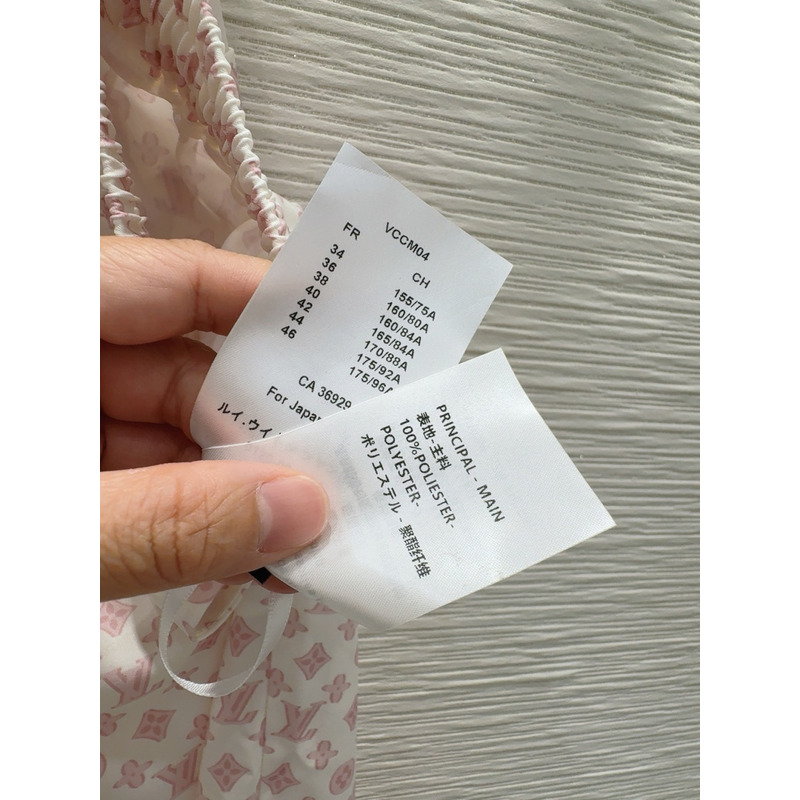 VCCM04
FR CH
34 155/75A
36 160/80A
38 160/84A
40 165/84A
42 170/88A
44 175/92A
46 175/96A
CA 36929
For Japan
ルイ.ウイ
PRINCIPAL - MAIN
表地-主料
100%POLIESTER-
POLYESTER-
ポリエステル - 聚酯纤维